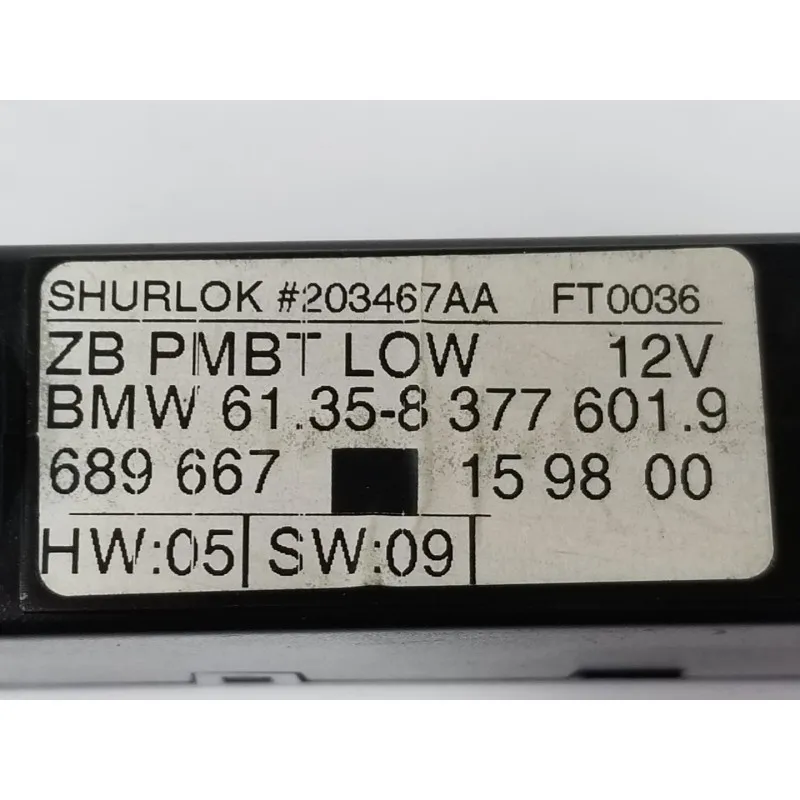 SHURLOK #203467AA FT0036
ZB PMBT LOW 12V
BMW 61.35-8 377 601.9
689 667 15 98 00
HW:05 SW:09